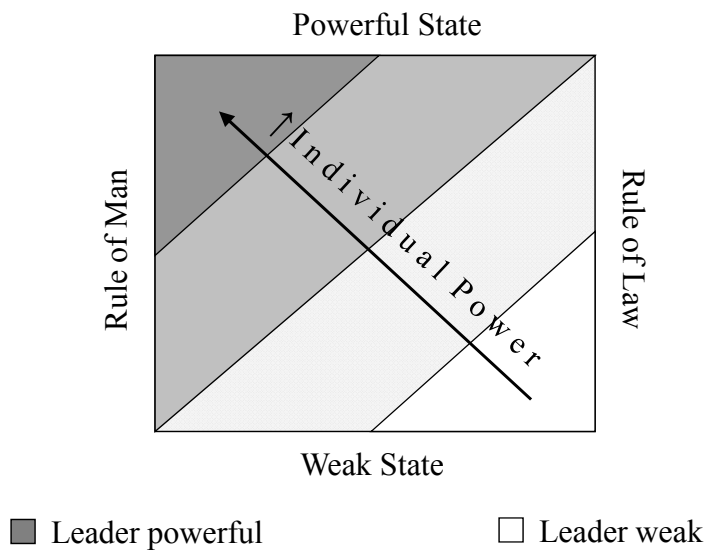 Powerful State
Rule of Man
↑Individual Power
Rule of Law
Weak State
Leader powerful
Leader weak